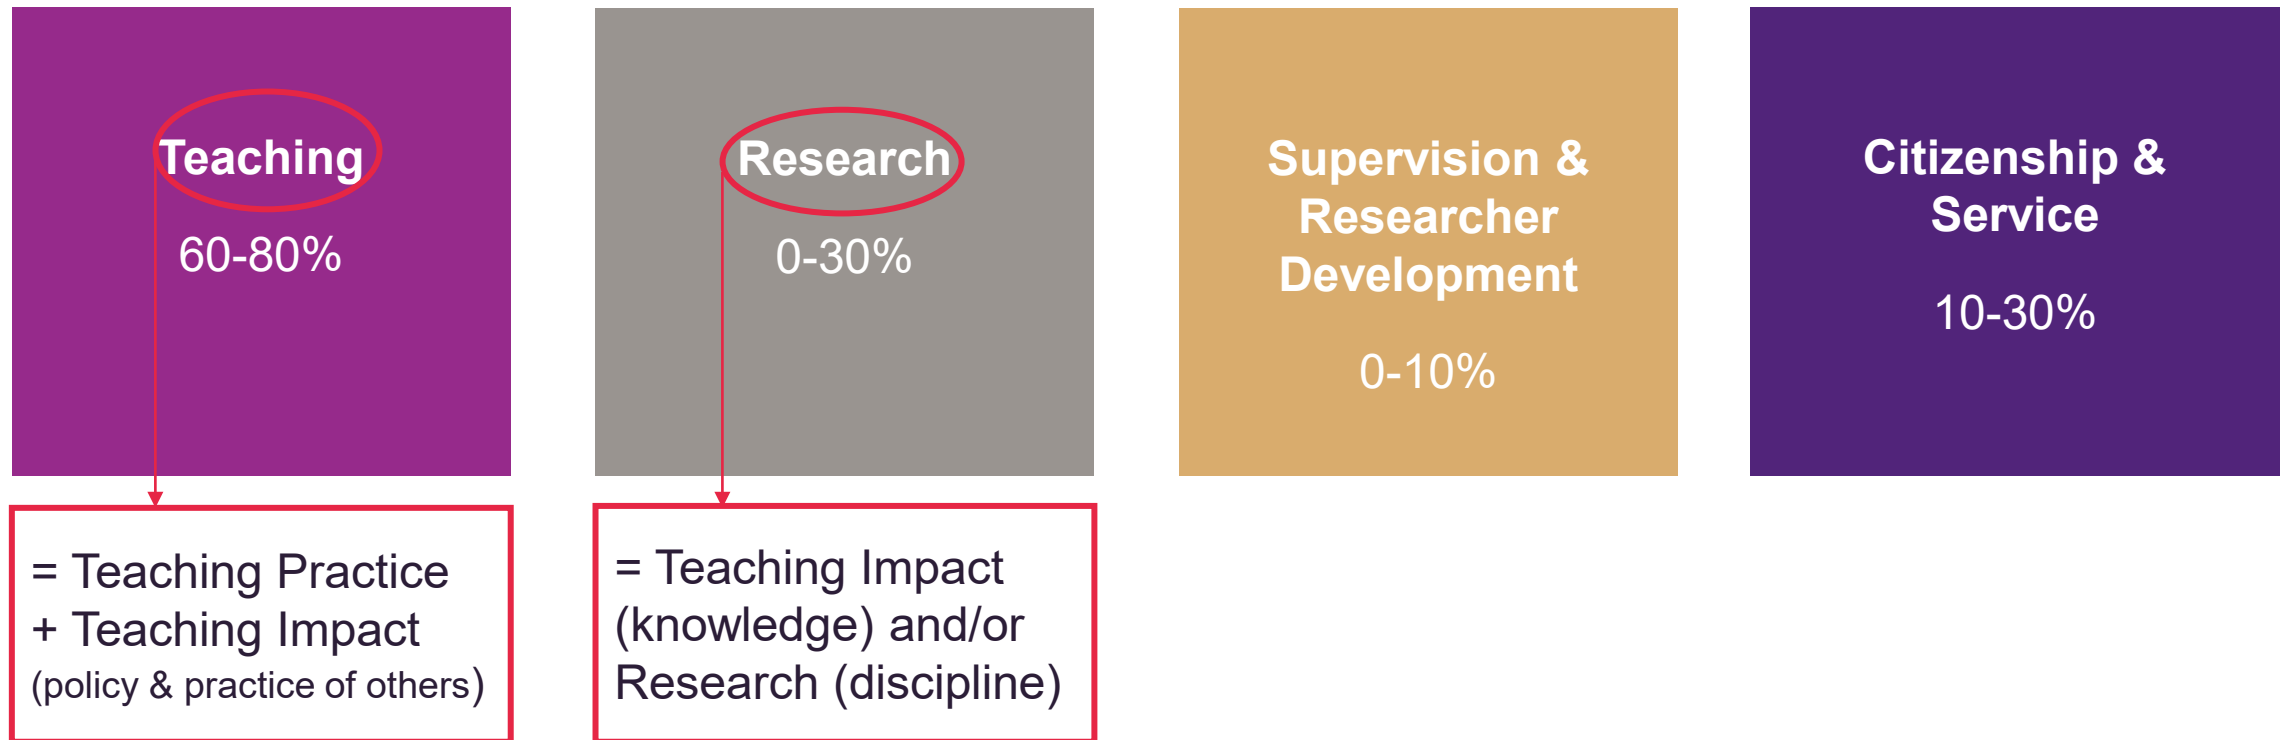 Teaching
60-80%
= Teaching Practice
+ Teaching Impact
(policy & practice of others)
Research
0-30%
= Teaching Impact
(knowledge) and/or
Research (discipline)
Supervision &
Researcher
Development
0-10%
Citizenship &
Service
10-30%